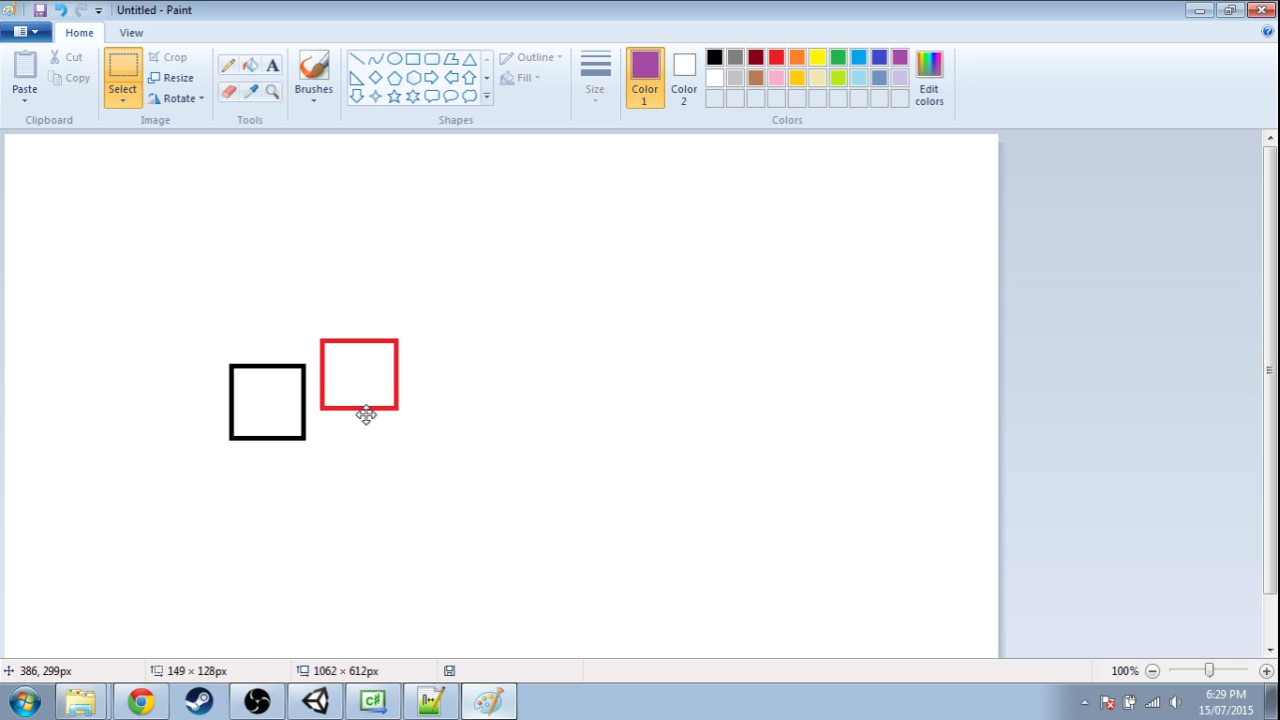 Untitled - Paint
Home
View
Paste
Cut
Copy
Clipboard
Select
Crop
Resize
Rotate
Image
A
Tools
Brushes
Outline
Fill
Shapes
Size
Color
1
Color
2
Edit
colors
Colors
386, 299px
149 × 128px
1062 × 612px
100%
C#
6:29 PM
15/07/2015